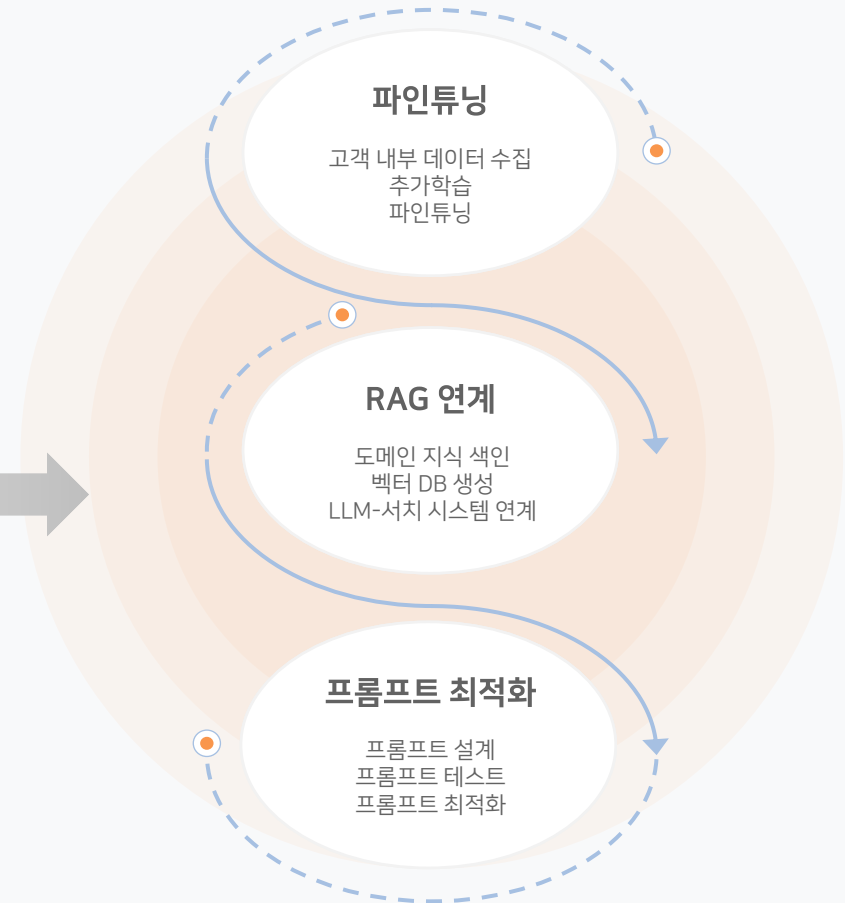 파인튜닝
고객 내부 데이터 수집
추가학습
파인튜닝
RAG 연계
도메인 지식 색인
벡터 DB 생성
LLM-서치 시스템 연계
프롬프트 최적화
프롬프트 설계
프롬프트 테스트
프롬프트 최적화